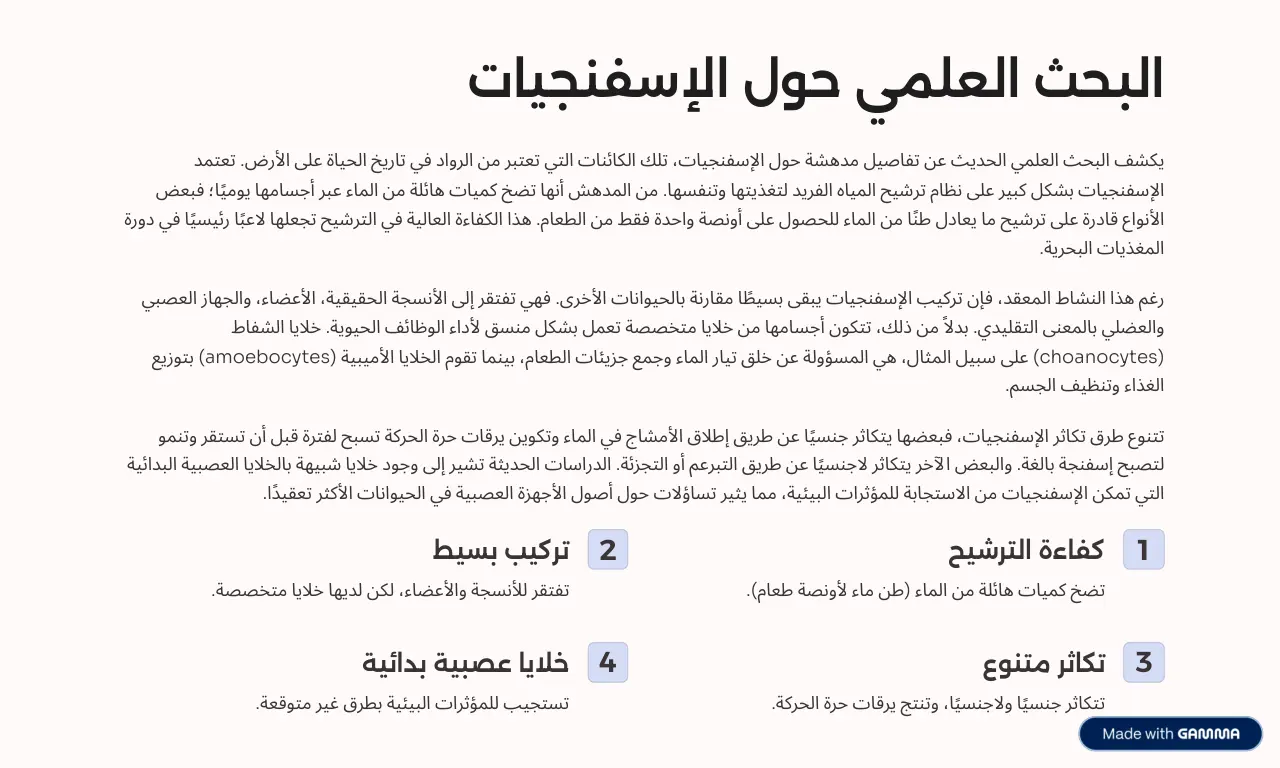 البحث العلمي حول الإسفنجيات
يكشف البحث العلمي الحديث عن تفاصيل مدهشة حول الإسفنجيات، تلك الكائنات التي تعتبر من الرواد في تاريخ الحياة على الأرض. تعتمد
الإسفنجيات بشكل كبير على نظام ترشيح المياه الفريد لتغذيتها وتنفسها. من المدهش أنها تضخ كميات هائلة من الماء عبر أجسامها يوميًا؛ فبعض
الأنواع قادرة على ترشيح ما يعادل طنًا من الماء للحصول على أونصة واحدة فقط من الطعام. هذا الكفاءة العالية في الترشيح تجعلها لاعبًا رئيسيًا في دورة
المغذيات البحرية.
رغم هذا النشاط المعقد، فإن تركيب الإسفنجيات يبقى بسيطًا مقارنة بالحيوانات الأخرى. فهي تفتقر إلى الأنسجة الحقيقية، الأعضاء، والجهاز العصبي
والعضلي بالمعنى التقليدي. بدلاً من ذلك، تتكون أجسامها من خلايا متخصصة تعمل بشكل منسق لأداء الوظائف الحيوية. خلايا الشفاط
(choanocytes) على سبيل المثال، هي المسؤولة عن خلق تيار الماء وجمع جزيئات الطعام، بينما تقوم الخلايا الأميبية (amoebocytes) بتوزيع
الغذاء وتنظيف الجسم.
تتنوع طرق تكاثر الإسفنجيات، فبعضها يتكاثر جنسيًا عن طريق إطلاق الأمشاج في الماء وتكوين يرقات حرة الحركة تسبح لفترة قبل أن تستقر وتنمو
لتصبح إسفنجة بالغة. والبعض الآخر يتكاثر لاجنسيًا عن طريق التبرعم أو التجزئة. الدراسات الحديثة تشير إلى وجود خلايا شبيهة بالخلايا العصبية البدائية
التي تمكن الإسفنجيات من الاستجابة للمؤثرات البيئية، مما يثير تساؤلات حول أصول الأجهزة العصبية في الحيوانات الأكثر تعقيدًا.
1 كفاءة الترشيح
تضخ كميات هائلة من الماء (طن ماء لأونصة طعام).
2 تركيب بسيط
تفتقر للأنسجة والأعضاء، لكن لديها خلايا متخصصة.
3 تكاثر متنوع
تتكاثر جنسيًا ولاجنسيًا، وتنتج يرقات حرة الحركة.
4 خلايا عصبية بدائية
تستجيب للمؤثرات البيئية بطرق غير متوقعة.
Made with GAMMA